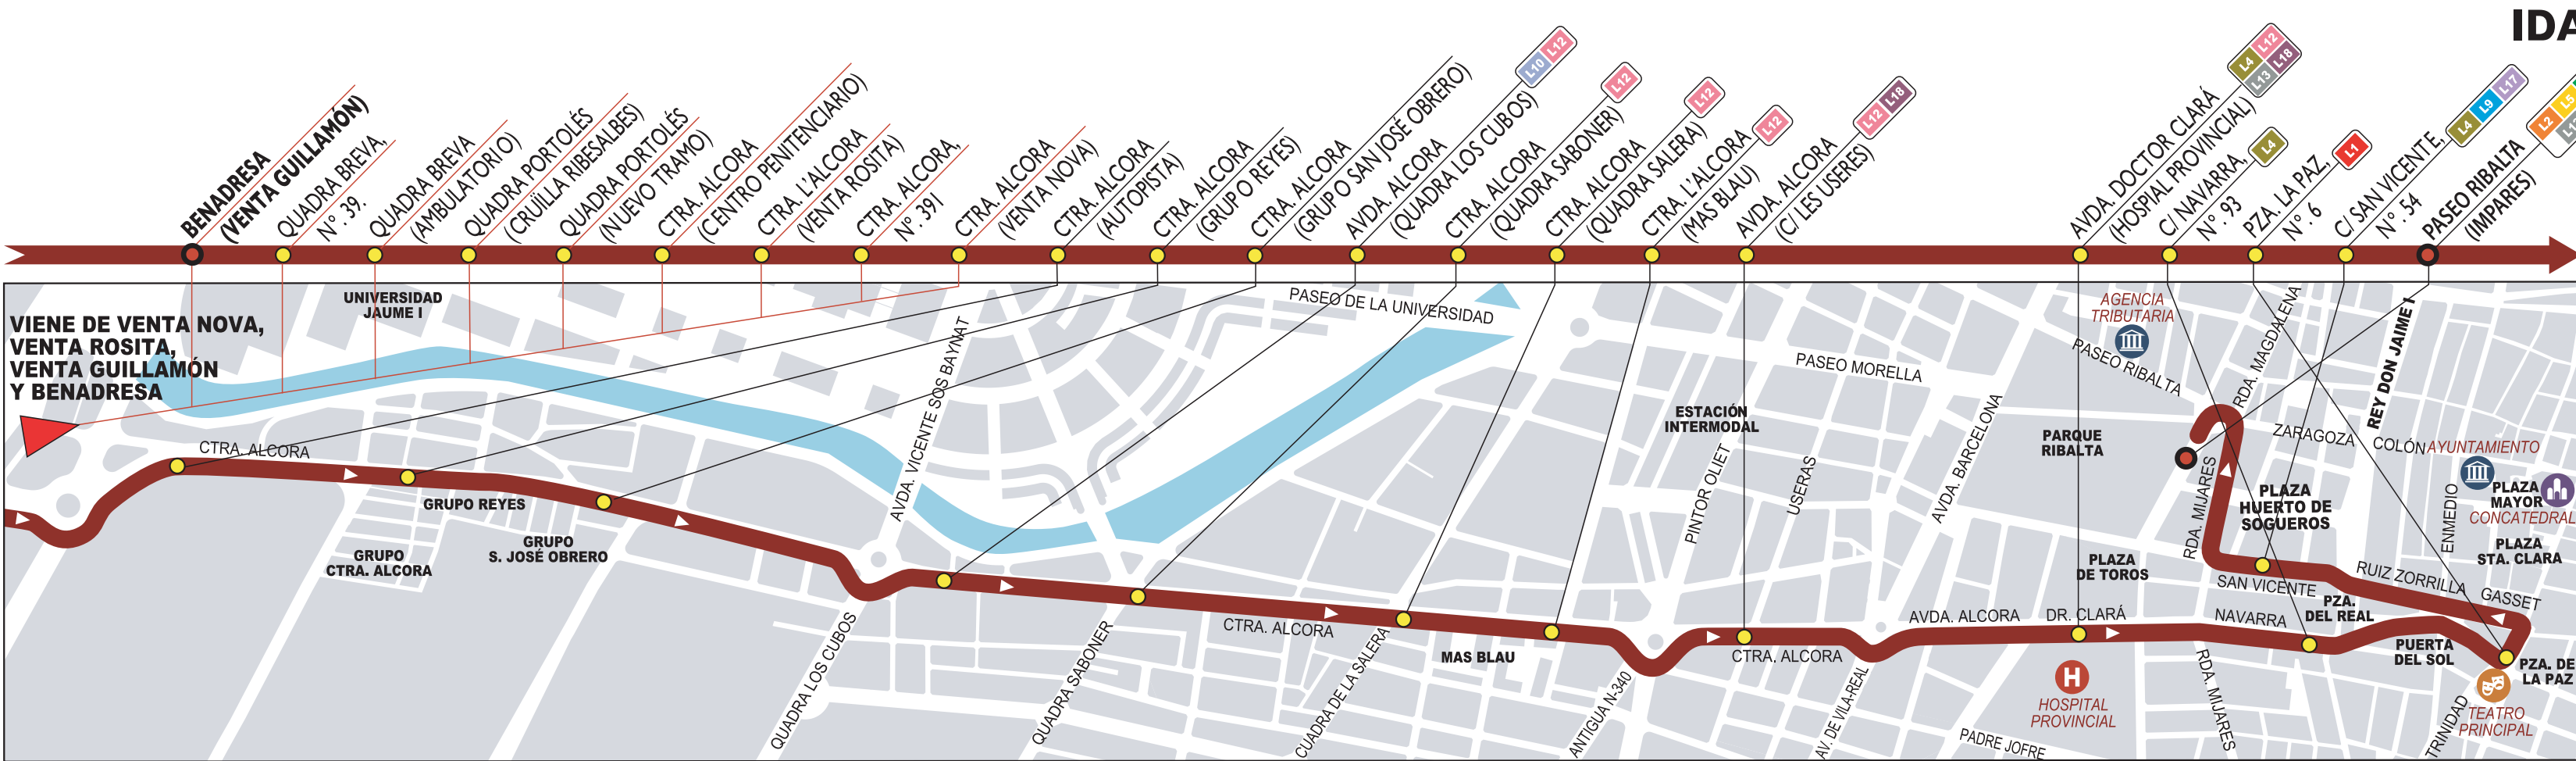 IDA
BENADRESA
(VENTA GUILLAMÓN)
QUADRA BREVA,
Nº. 39.
QUADRA BREVA
(AMBULATORIO)
QUADRA PORTOLÉS
(CRUÏLLA RIBESALBES)
QUADRA PORTOLÉS
(NUEVO TRAMO)
CTRA. ALCORA
(CENTRO PENITENCIARIO)
CTRA. L'ALCORA
(VENTA ROSITA)
CTRA. ALCORA,
Nº. 391
CTRA. ALCORA
(VENTA NOVA)
CTRA. ALCORA
(AUTOPISTA)
CTRA. ALCORA
(GRUPO REYES)
CTRA. ALCORA
(GRUPO SAN JOSÉ OBRERO)
AVDA. ALCORA
(QUADRA LOS CUBOS)
L10 L12
CTRA. ALCORA
(QUADRA SABONER)
L12
CTRA. ALCORA
(QUADRA SALERA)
L12
CTRA. L'ALCORA
(MAS BLAU)
L12
AVDA. ALCORA
(C/ LES USERES)
L12 L18
AVDA. DOCTOR CLARÁ
(HOSPITAL PROVINCIAL)
L4 L12
L13 L18
C/ NAVARRA,
Nº. 93
L4
PZA. LA PAZ,
Nº. 6
L1
C/ SAN VICENTE,
Nº. 54
L4 L9 L17
PASEO RIBALTA
(IMPARES)
L2 L5
VIENE DE VENTA NOVA,
VENTA ROSITA,
VENTA GUILLAMÓN
Y BENADRESA
UNIVERSIDAD
JAUME I
CTRA. ALCORA
GRUPO REYES
GRUPO
CTRA. ALCORA
GRUPO
S. JOSÉ OBRERO
AVDA. VICENTE SOS BAYNAT
QUADRA LOS CUBOS
QUADRA SABONER
PASEO DE LA UNIVERSIDAD
CTRA. ALCORA
CUADRA DE LA SALERA
MAS BLAU
ANTIGUA N-340
PASEO MORELLA
ESTACIÓN
INTERMODAL
PINTOR OLIET
USERAS
CTRA. ALCORA
AV. DE VILA-REAL
AVDA. BARCELONA
AVDA. ALCORA
PADRE JOFRE
AGENCIA
TRIBUTARIA
PASEO RIBALTA
PARQUE
RIBALTA
PLAZA
DE TOROS
DR. CLARÁ
H
HOSPITAL
PROVINCIAL
RDA. MIJARES
RDA. MIJARES
RDA. MAGDALENA
ZARAGOZA
REY DON JAIME I
COLÓN
AYUNTAMIENTO
PLAZA
HUERTO DE
SOGUEROS
PLAZA
MAYOR
CONCATEDRAL
ENMEDIO
PLAZA
STA. CLARA
SAN VICENTE
RUIZ ZORRILLA
GASSET
NAVARRA
PZA.
DEL REAL
PUERTA
DEL SOL
PZA. DE
LA PAZ
TRINIDAD
TEATRO
PRINCIPAL